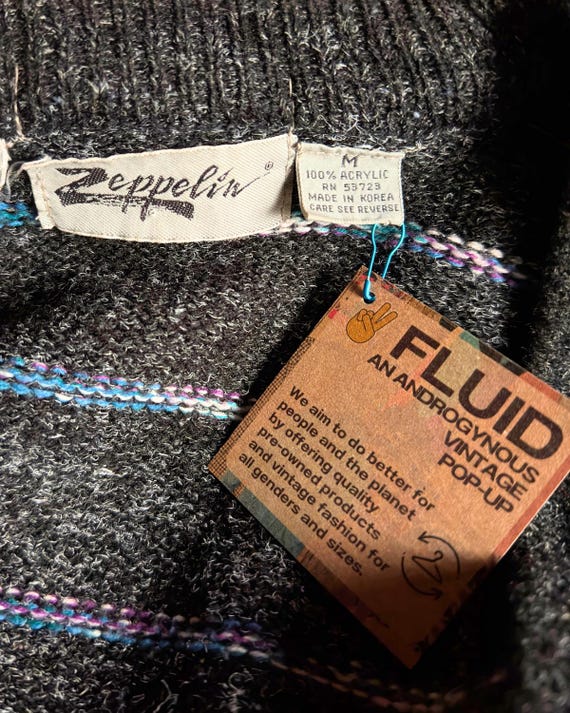 Zeppelin®
M
100% ACRYLIC
RN 53723
MADE IN KOREA
CARE SEE REVERSE
FLUID
AN ANDROGYNOUS
VINTAGE
POP-UP
We aim to do better for
people and the planet
by offering quality
pre-owned products
and vintage fashion for
all genders and sizes.
2